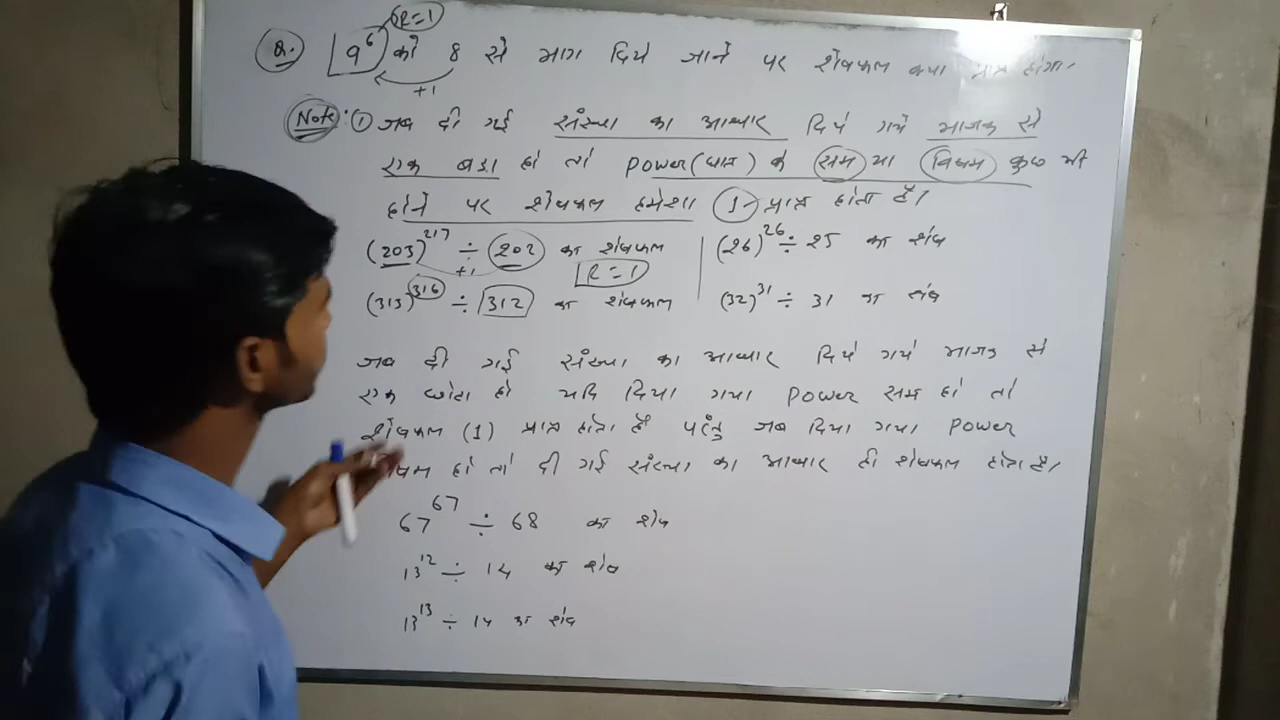 R=1
Q. 9⁶ को 8 से भाग दिये जाने पर शेषफल क्या प्राप्त होगा।
+1
Note: ① जब दी गई संख्या का आधार दिये गये भाजक से
एक बड़ा हो तो Power (घात) के सम या विषम कुछ भी
होने पर शेषफल हमेशा 1 प्राप्त होता है।
(203)²¹⁷ ÷ 202 का शेषफल
+1
R=1
(313)³¹⁶ ÷ 312 का शेषफल
(26)²⁶ ÷ 25 का शेष
(32)³¹ ÷ 31 का शेष
जब दी गई संख्या का आधार दिये गये भाजक से
एक छोटा हो यदि दिया गया Power सम हो तो
शेषफल (1) प्राप्त होता है परंतु जब दिया गया Power
हो तो दी गई संख्या का आधार ही शेषफल होता है।
67⁶⁷ ÷ 68 का शेष
13¹² ÷ 14 का शेष
13¹³ ÷ 14 का शेष